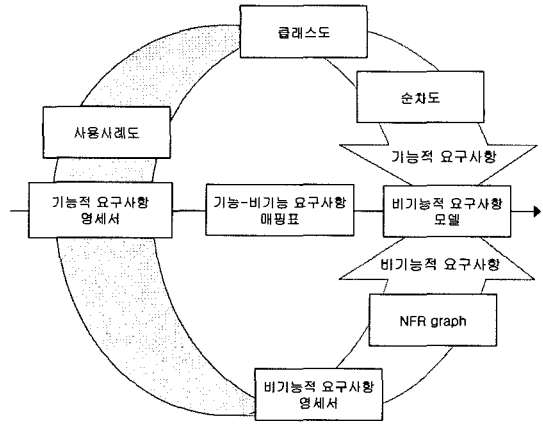 클래스도
순차도
사용사례도
기능적 요구사항
기능적 요구사항
명세서
기능-비기능 요구사항
매핑표
비기능적 요구사항
모델
비기능적 요구사항
NFR graph
비기능적 요구사항
명세서